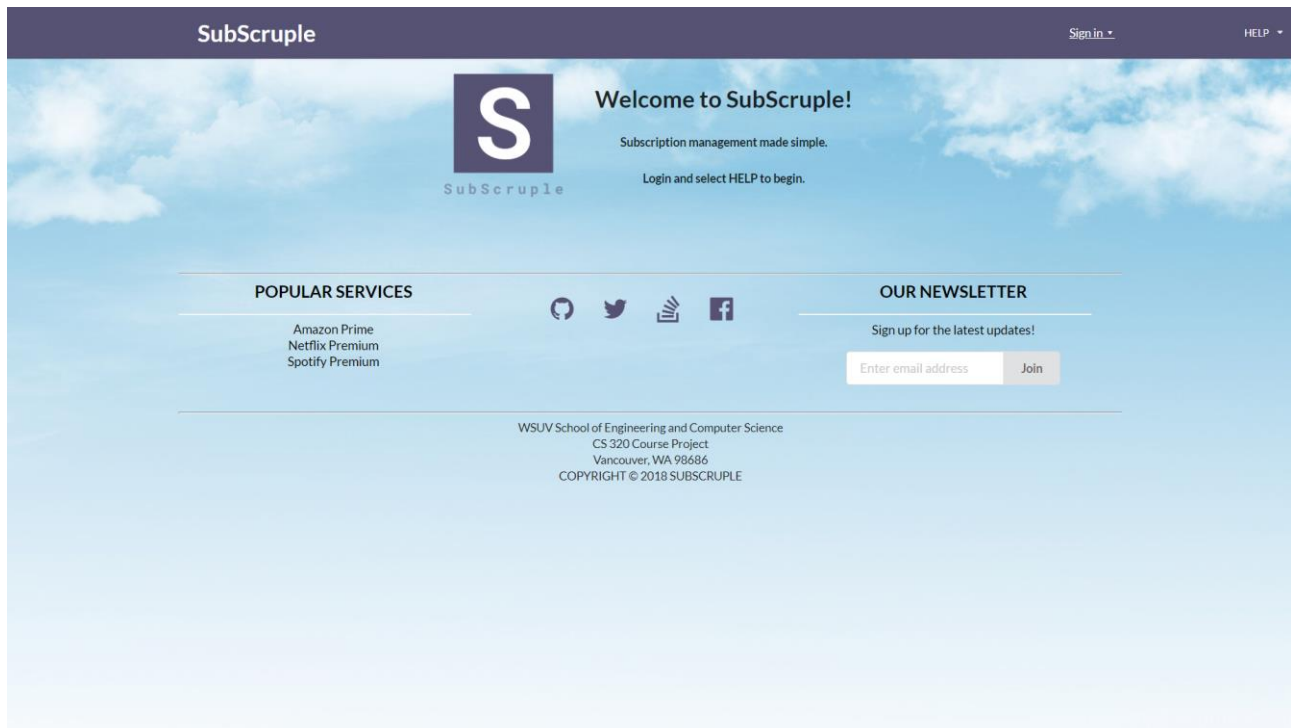 SubScruple
Sign in
HELP
S
SubScruple
Welcome to SubScruple!
Subscription management made simple.
Login and select HELP to begin.
POPULAR SERVICES
Amazon Prime
Netflix Premium
Spotify Premium
OUR NEWSLETTER
Sign up for the latest updates!
Enter email address
Join
WSUV School of Engineering and Computer Science
CS 320 Course Project
Vancouver, WA 98686
COPYRIGHT © 2018 SUBSCRUPLE